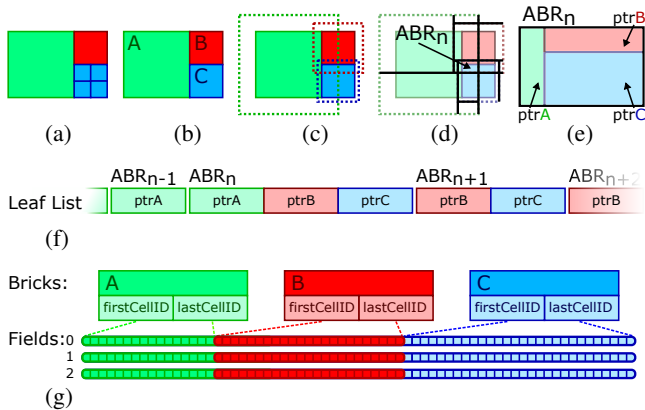 A B C
ABRn
ABRn
ptrB
ptrA ptrC
(a) (b) (c) (d) (e)
ABRn-1 ABRn ABRn+1 ABRn+2
Leaf List ptrA ptrA ptrB ptrC ptrB ptrC ptrB
(f)
Bricks: A B C
firstCellID lastCellID firstCellID lastCellID firstCellID lastCellID
Fields:0
1
2
(g)